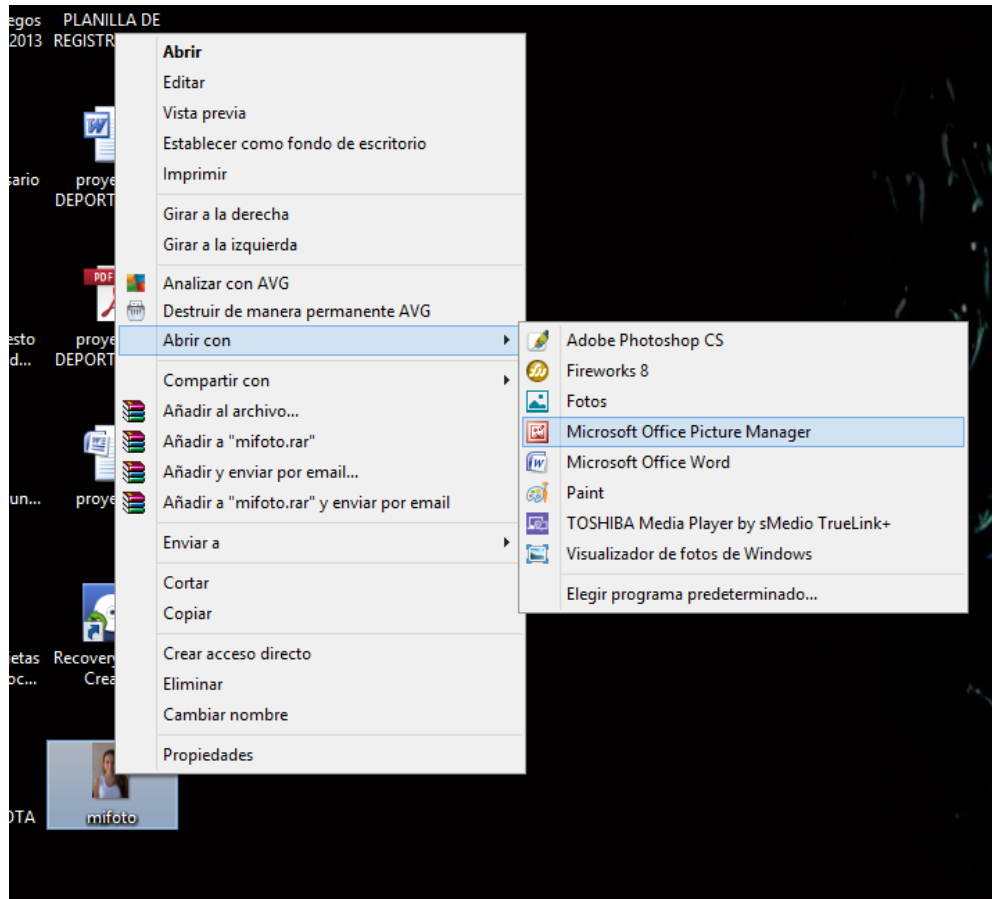 egos PLANILLA DE
2013 REGISTR
Abrir
Editar
Vista previa
Establecer como fondo de escritorio
Imprimir
sario proye
DEPORT
Girar a la derecha
Girar a la izquierda
PDF
Analizar con AVG
Destruir de manera permanente AVG
esto proye
d... DEPORT
Abrir con
Adobe Photoshop CS
Fireworks 8
Fotos
Microsoft Office Picture Manager
Microsoft Office Word
Paint
TOSHIBA Media Player by sMedio TrueLink+
Visualizador de fotos de Windows
Elegir programa predeterminado...
Compartir con
Añadir al archivo...
Añadir a "mifoto.rar"
Añadir y enviar por email...
Añadir a "mifoto.rar" y enviar por email
un... proye
Enviar a
Cortar
Copiar
Crear acceso directo
Eliminar
Cambiar nombre
Propiedades
jetas Recovery
oc... Crea
OTA mifoto